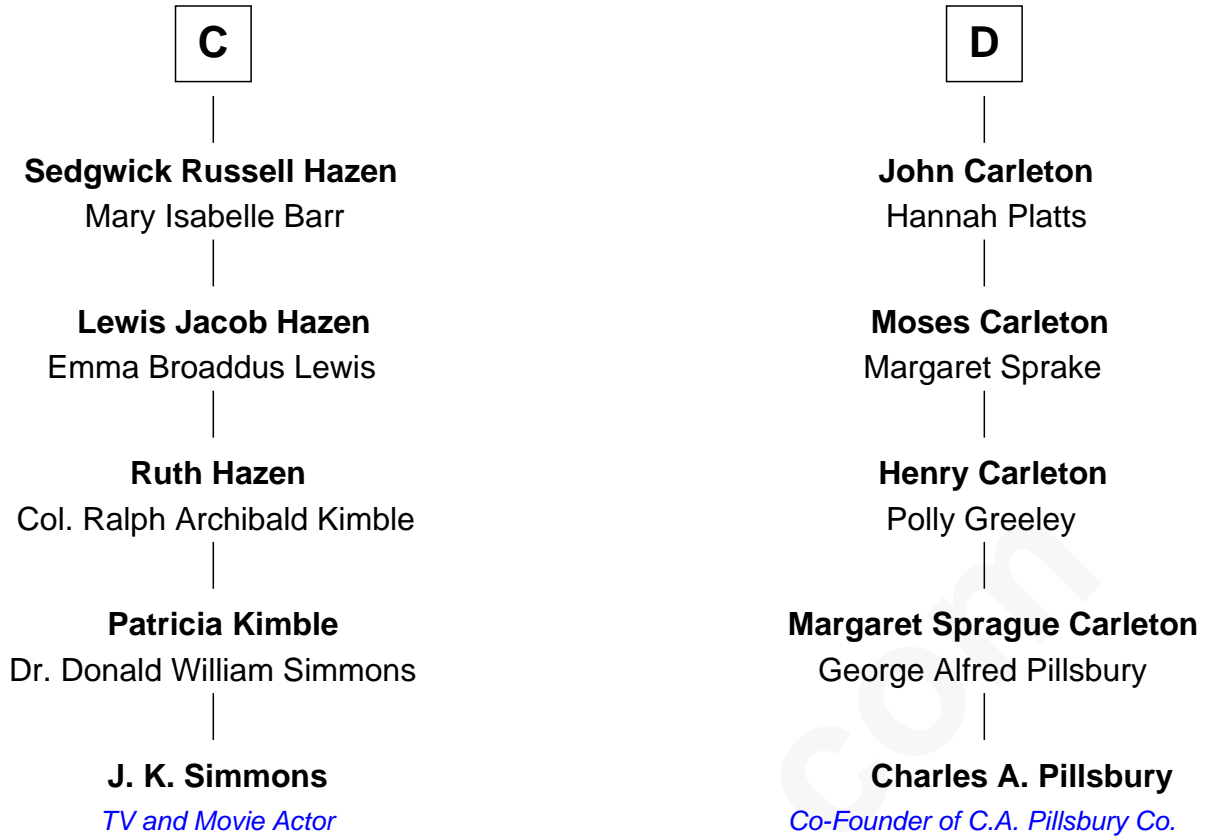 C
Sedgwick Russell Hazen
Mary Isabelle Barr
Lewis Jacob Hazen
Emma Broaddus Lewis
Ruth Hazen
Col. Ralph Archibald Kimble
Patricia Kimble
Dr. Donald William Simmons
J. K. Simmons
TV and Movie Actor
D
John Carleton
Hannah Platts
Moses Carleton
Margaret Sprake
Henry Carleton
Polly Greeley
Margaret Sprague Carleton
George Alfred Pillsbury
Charles A. Pillsbury
Co-Founder of C.A. Pillsbury Co.
com